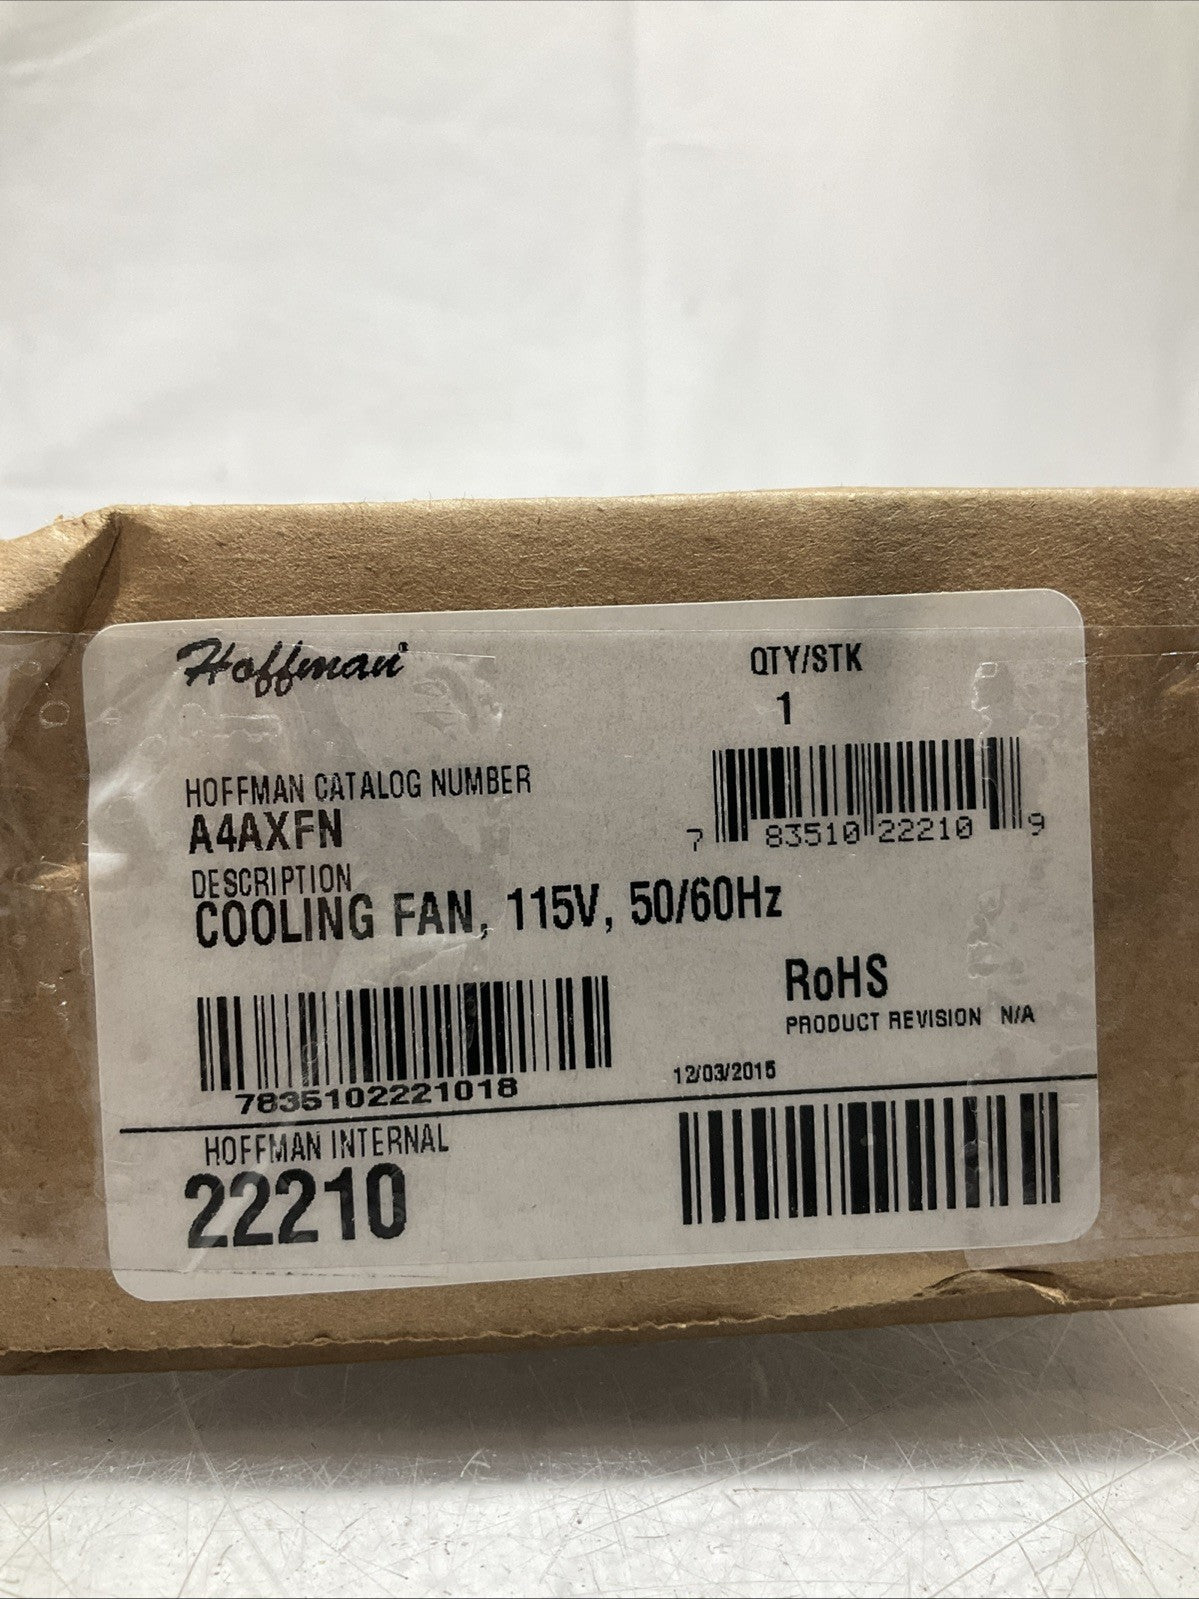 Hoffman®
QTY/STK
1
HOFFMAN CATALOG NUMBER
A4AXFN
7 83510 22210 9
DESCRIPTION
COOLING FAN, 115V, 50/60Hz
RoHS
PRODUCT REVISION N/A
7835102221018
12/03/2015
HOFFMAN INTERNAL
22210